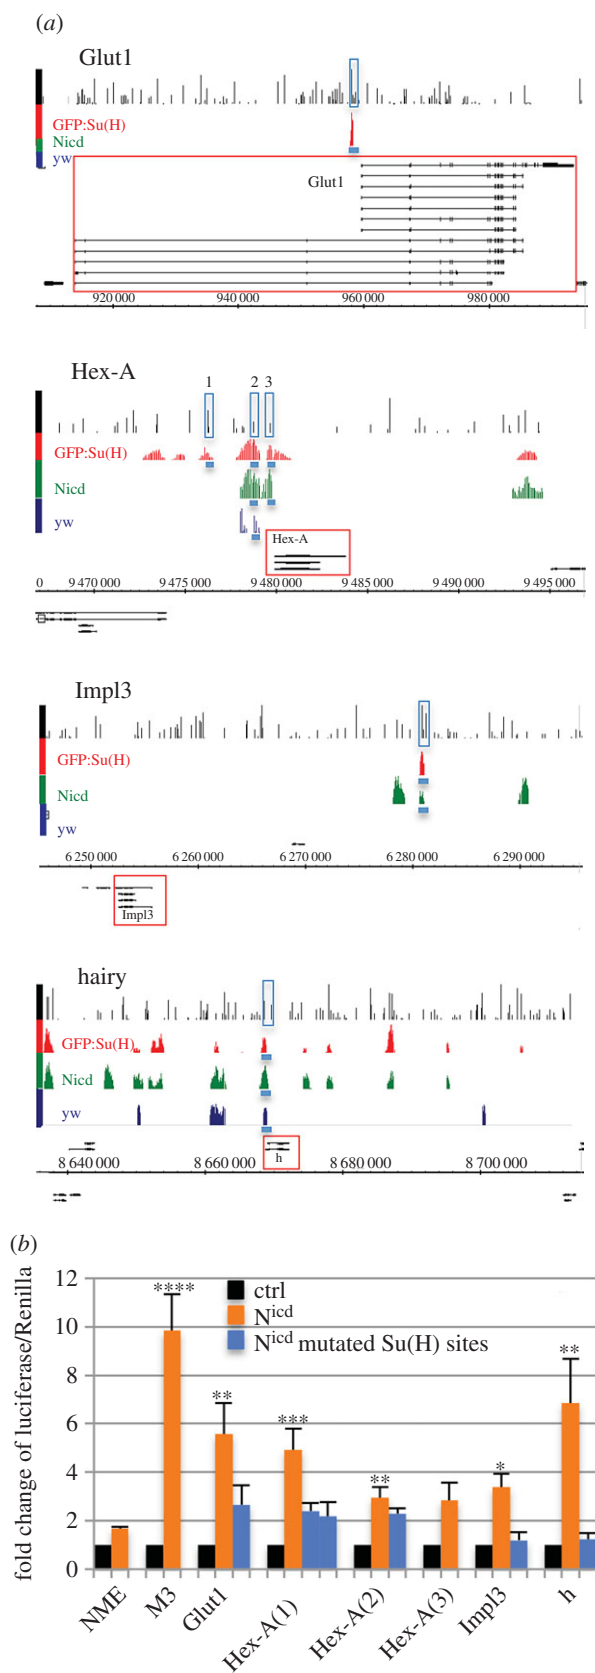 (a)
Glut1
GFP:Su(H)
Nicd
yw
Glut1
920 000 940 000 960 000 980 000
Hex-A
1 2 3
GFP:Su(H)
Nicd
yw
Hex-A
0 9 470 000 9 475 000 9 480 000 9 485 000 9 490 000 9 495 000
Impl3
GFP:Su(H)
Nicd
yw
6 250 000 6 260 000 6 270 000 6 280 000 6 290 000
Impl3
hairy
GFP:Su(H)
Nicd
yw
h
8 640 000 8 660 000 8 680 000 8 700 000
(b)
fold change of luciferase/Renilla
12
10
8
6
4
2
0
ctrl
Nicd
Nicd mutated Su(H) sites
****
**
***
**
*
**
NME M3 Glut1 Hex-A(1) Hex-A(2) Hex-A(3) Impl3 h